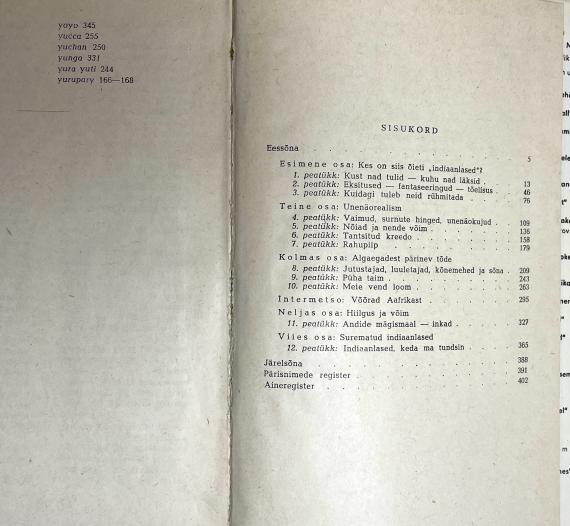 yoyo 345
yucca 255
yuchan 250
yunga 331
yura yuti 244
yurupary 166—168
SISUKORD
Eessõna . . . 5
Esimene osa: Kes on siis õieti „indiaanlased"?
1. peatükk: Kust nad tulid — kuhu nad läksid . 13
2. peatükk: Eksitused — fantaseeringud — tõelisus . 46
3. peatükk: Kuidagi tuleb neid rühmitada . . 76
Teine osa: Unenäorealism
4. peatükk: Vaimud, surnute hinged, unenäokujud . 109
5. peatükk: Nõiad ja nende võim . . . 136
6. peatükk: Tantsitud kreedo . . . 158
7. peatükk: Rahupiip . . . 179
Kolmas osa: Algaegadest pärinev tõde
8. peatükk: Jutustajad, luuletajad, kõnemehed ja sõna . 209
9. peatükk: Püha taim . . . 243
10. peatükk: Meie vend loom . . . 263
Intermetso: Võõrad Aafrikast . . . 295
Neljas osa: Hiilgus ja võim
11. peatükk: Andide mägismaal — inkad . . . 327
Viies osa: Surematud indiaanlased
12. peatükk: Indiaanlased, keda ma tundsin . . . 365
Järelsõna . . . 388
Pärisnimede register . . . 391
Aineregister . . . 402